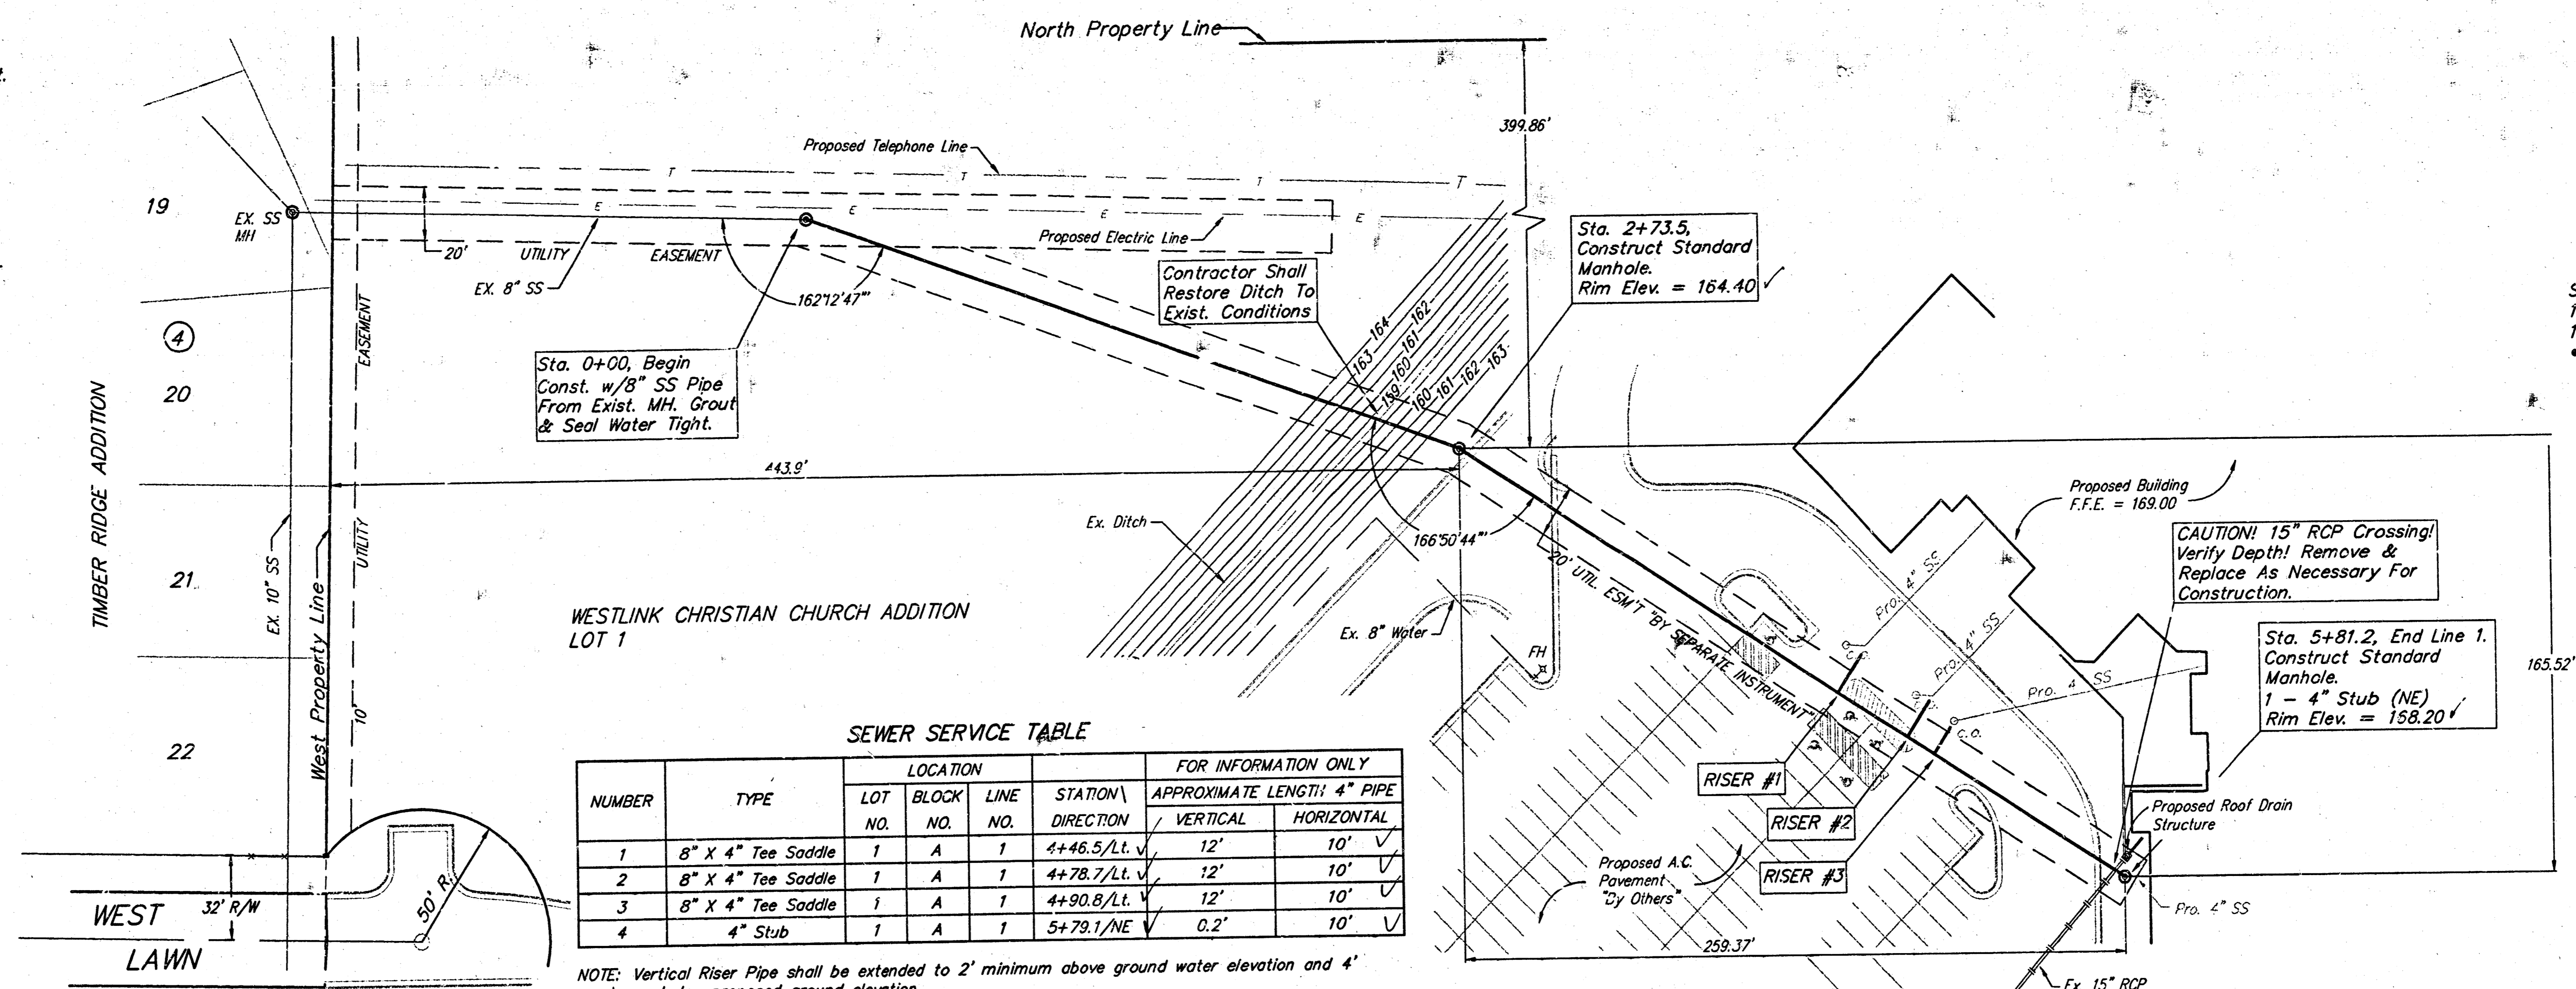 North Property Line
t.
399.86'
Proposed Telephone Line
T
T
T
T
19
EX. SS
MH
E
E
E
E
Proposed Electric Line
20'
UTILITY
EASEMENT
EX. 8" SS
162°12'47"
Contractor Shall
Restore Ditch To
Exist. Conditions
Sta. 2+73.5,
Construct Standard
Manhole.
Rim Elev. = 164.40
4
EASEMENT
Sta. 0+00, Begin
Const. w/8" SS Pipe
From Exist. MH. Grout
& Seal Water Tight.
163
164
159
160
161
162
160
161
162
163
TIMBER RIDGE ADDITION
20
443.9'
Proposed Building
F.F.E. = 169.00
Ex. Ditch
166°50'44"
CAUTION! 15" RCP Crossing!
Verify Depth! Remove &
Replace As Necessary For
Construction.
21
EX. 10" SS
West Property Line
UTILITY
10'
WESTLINK CHRISTIAN CHURCH ADDITION
LOT 1
20' UTIL. ESM'T "BY SEPARATE INSTRUMENT"
Pro. 4" SS
Pro. 4" SS
Pro. 4" SS
Ex. 8" Water
FH
C.O.
C.O.
Sta. 5+81.2, End Line 1.
Construct Standard
Manhole.
1 - 4" Stub (NE)
Rim Elev. = 168.20
165.52'
22
RISER #1
RISER #2
RISER #3
Proposed Roof Drain
Structure
Proposed A.C.
Pavement
"By Others"
Pro. 4" SS
259.37'
Ex. 15" RCP
WEST
LAWN
32' R/W
50' R.
SEWER SERVICE TABLE
NUMBER TYPE LOCATION STATION\ FOR INFORMATION ONLY
LOT BLOCK LINE DIRECTION APPROXIMATE LENGTH 4" PIPE
NO. NO. NO. VERTICAL HORIZONTAL
1 8" X 4" Tee Saddle 1 A 1 4+46.5/Lt. 12' 10'
2 8" X 4" Tee Saddle 1 A 1 4+78.7/Lt. 12' 10'
3 8" X 4" Tee Saddle 1 A 1 4+90.8/Lt. 12' 10'
4 4" Stub 1 A 1 5+79.1/NE 0.2' 10'
NOTE: Vertical Riser Pipe shall be extended to 2' minimum above ground water elevation and 4'